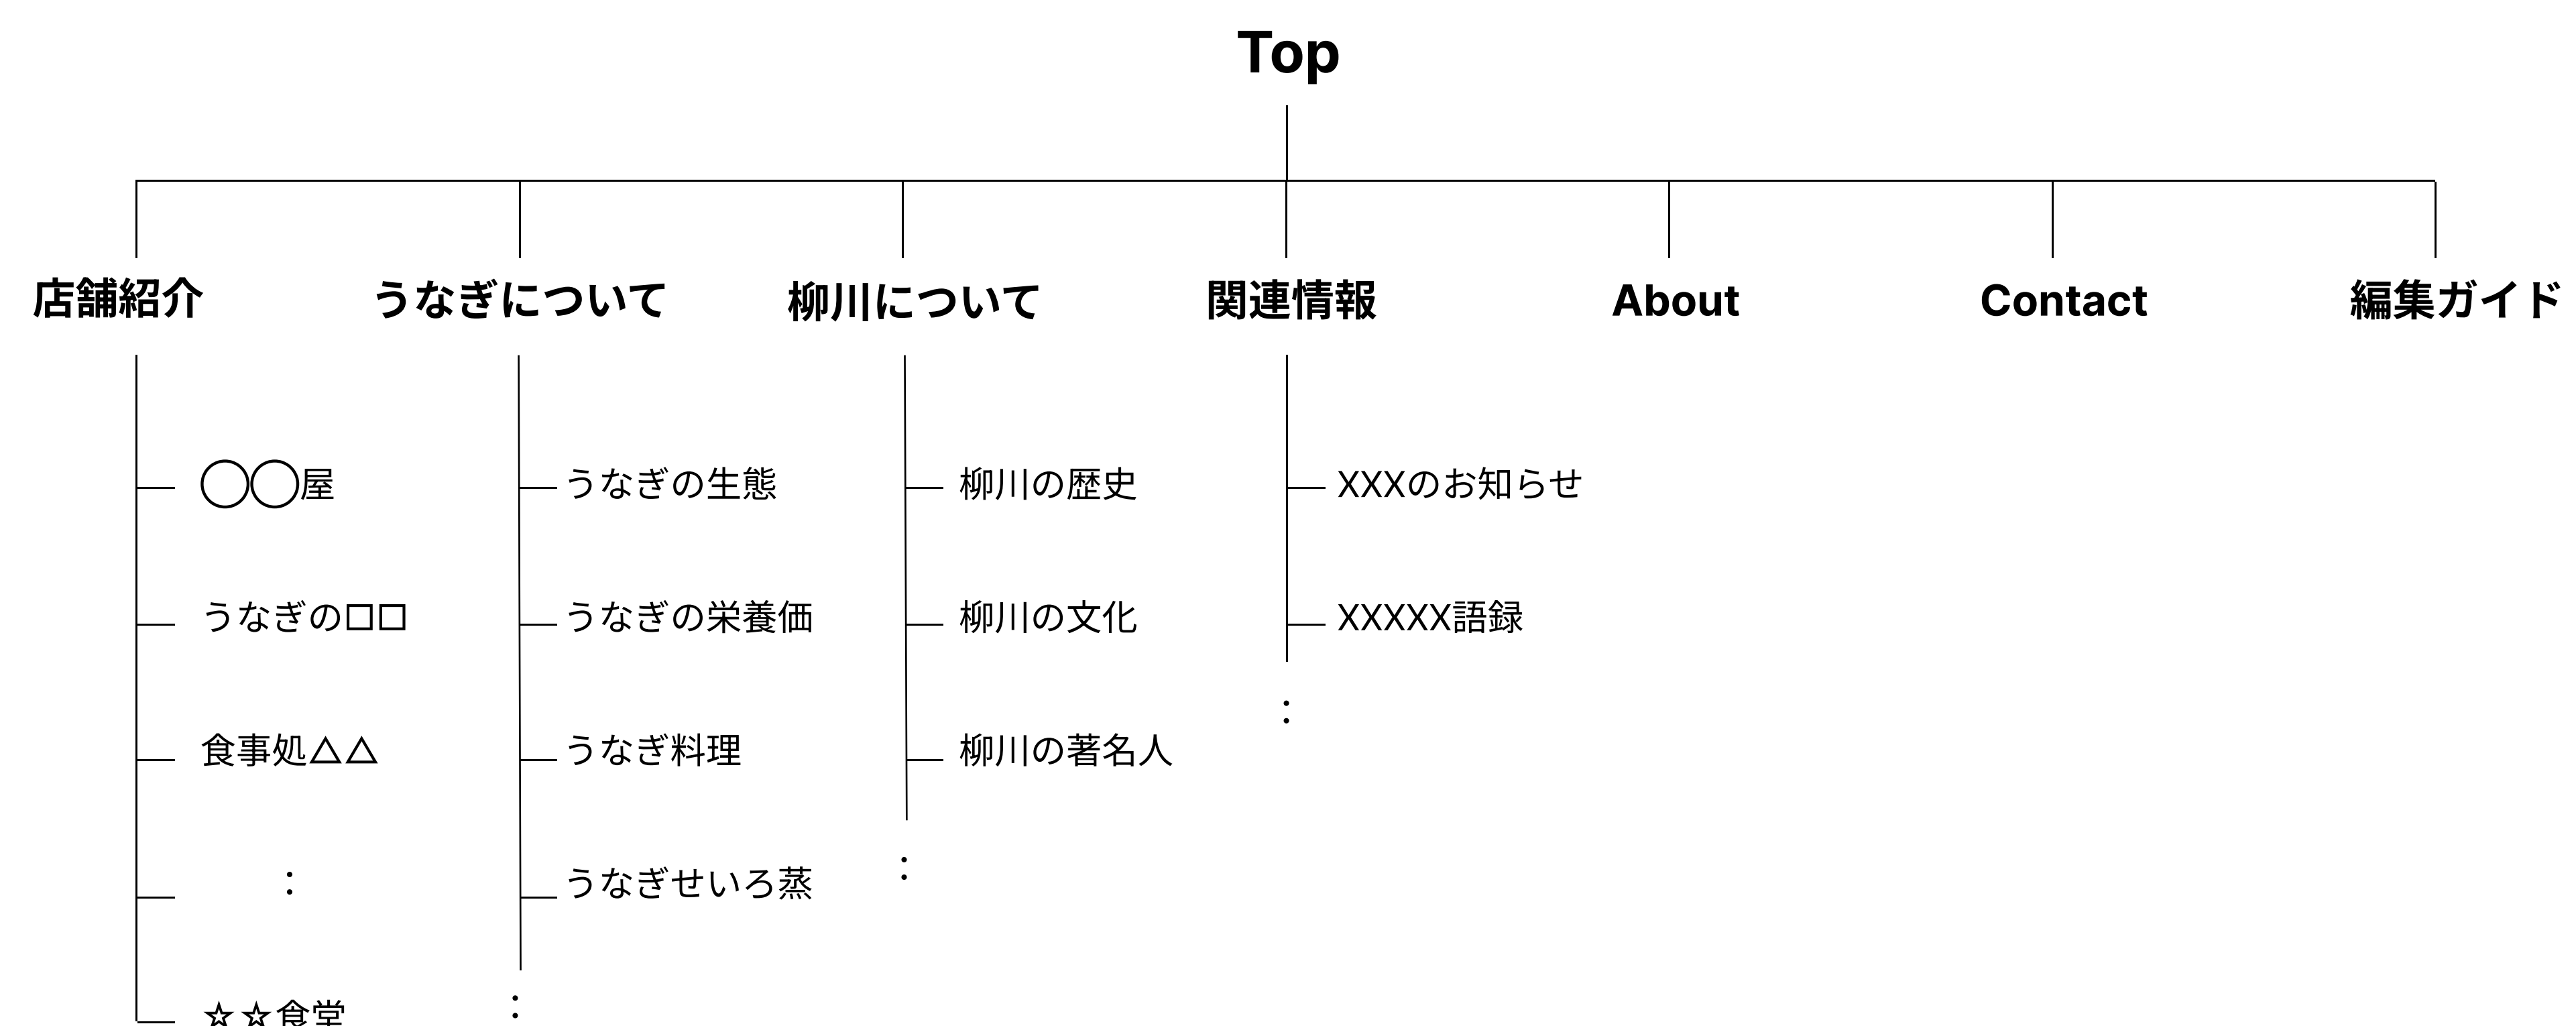 Top
店舗紹介
うなぎについて
柳川について
関連情報
About
Contact
編集ガイド
◯◯屋
うなぎの□□
食事処△△
：
☆☆食堂
うなぎの生態
うなぎの栄養価
うなぎ料理
うなぎせいろ蒸
：
柳川の歴史
柳川の文化
柳川の著名人
：
XXXのお知らせ
XXXXX語録
：